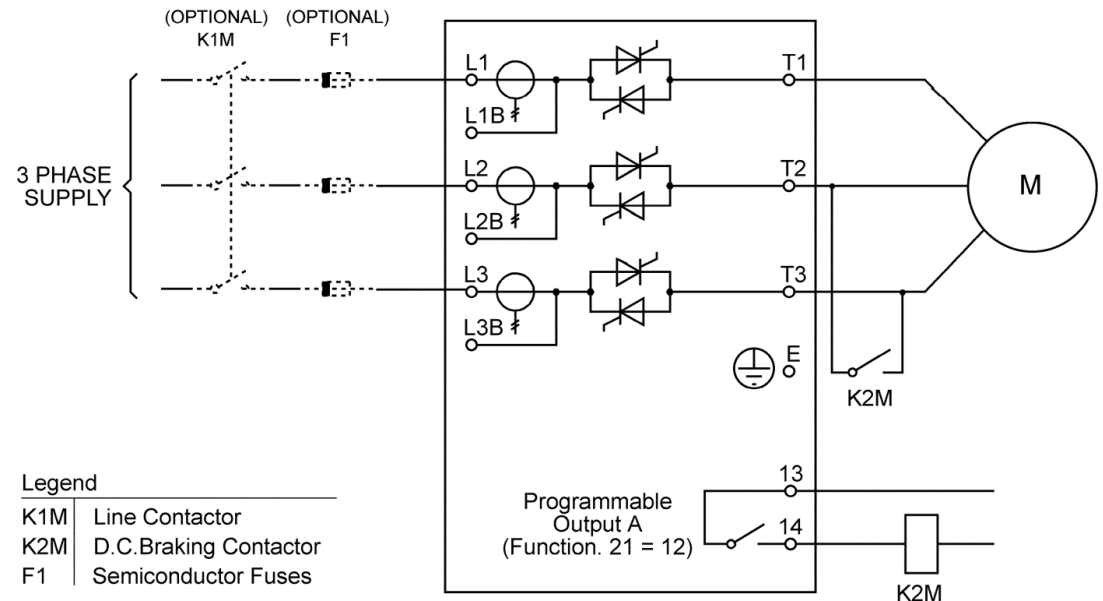 (OPTIONAL) (OPTIONAL)
K1M F1
L1 T1
L1B
3 PHASE
SUPPLY
L2 T2
L2B
M
L3 T3
L3B
E
K2M
Legend
K1M Line Contactor
K2M D.C.Braking Contactor
F1 Semiconductor Fuses
Programmable
Output A
(Function. 21 = 12)
13
14
K2M